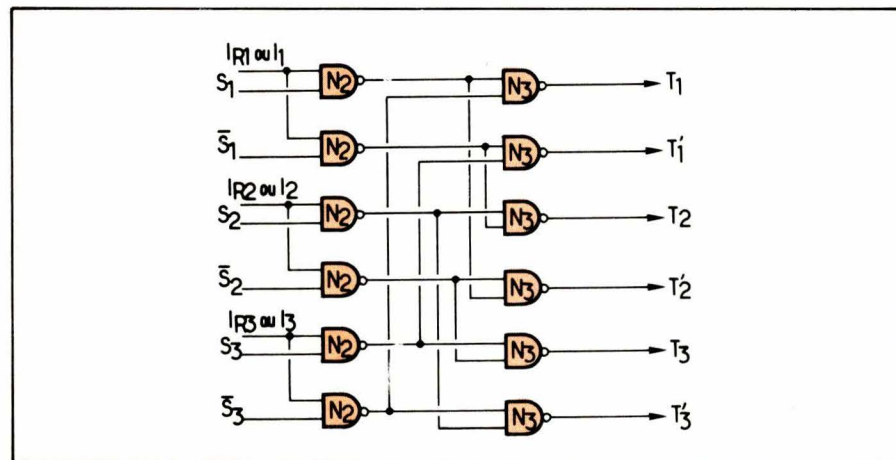 IR1 ou I1
S1 N2 N3 T1
S̄1 N2 N3 T'1
IR2 ou I2
S2 N2 N3 T2
S̄2 N2 N3 T'2
IR3 ou I3
S3 N2 N3 T3
S̄3 N2 N3 T'3